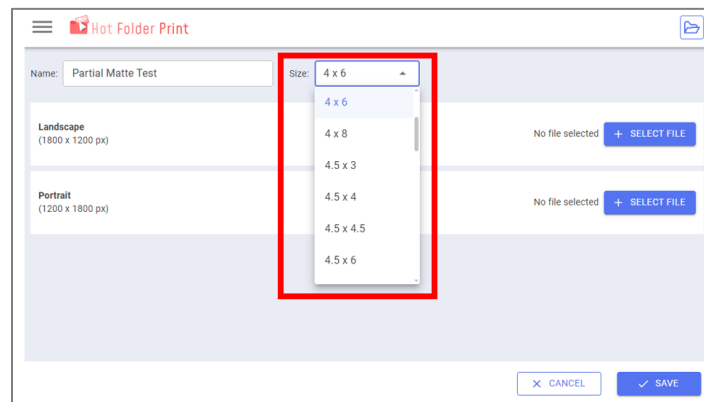 Hot Folder Print
Name: Partial Matte Test Size: 4 x 6
4 x 6
4 x 8
4.5 x 3
4.5 x 4
4.5 x 4.5
4.5 x 6
Landscape
(1800 x 1200 px)
No file selected + SELECT FILE
Portrait
(1200 x 1800 px)
No file selected + SELECT FILE
CANCEL SAVE